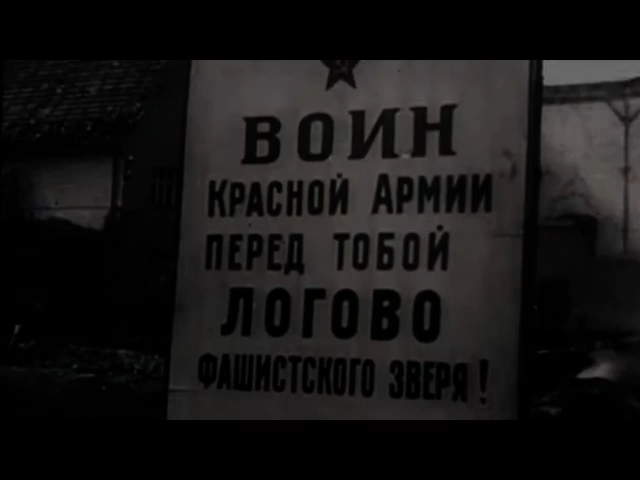 ВОИН
КРАСНОЙ АРМИИ
ПЕРЕД ТОБОЙ
ЛОГОВО
ФАШИСТСКОГО ЗВЕРЯ!